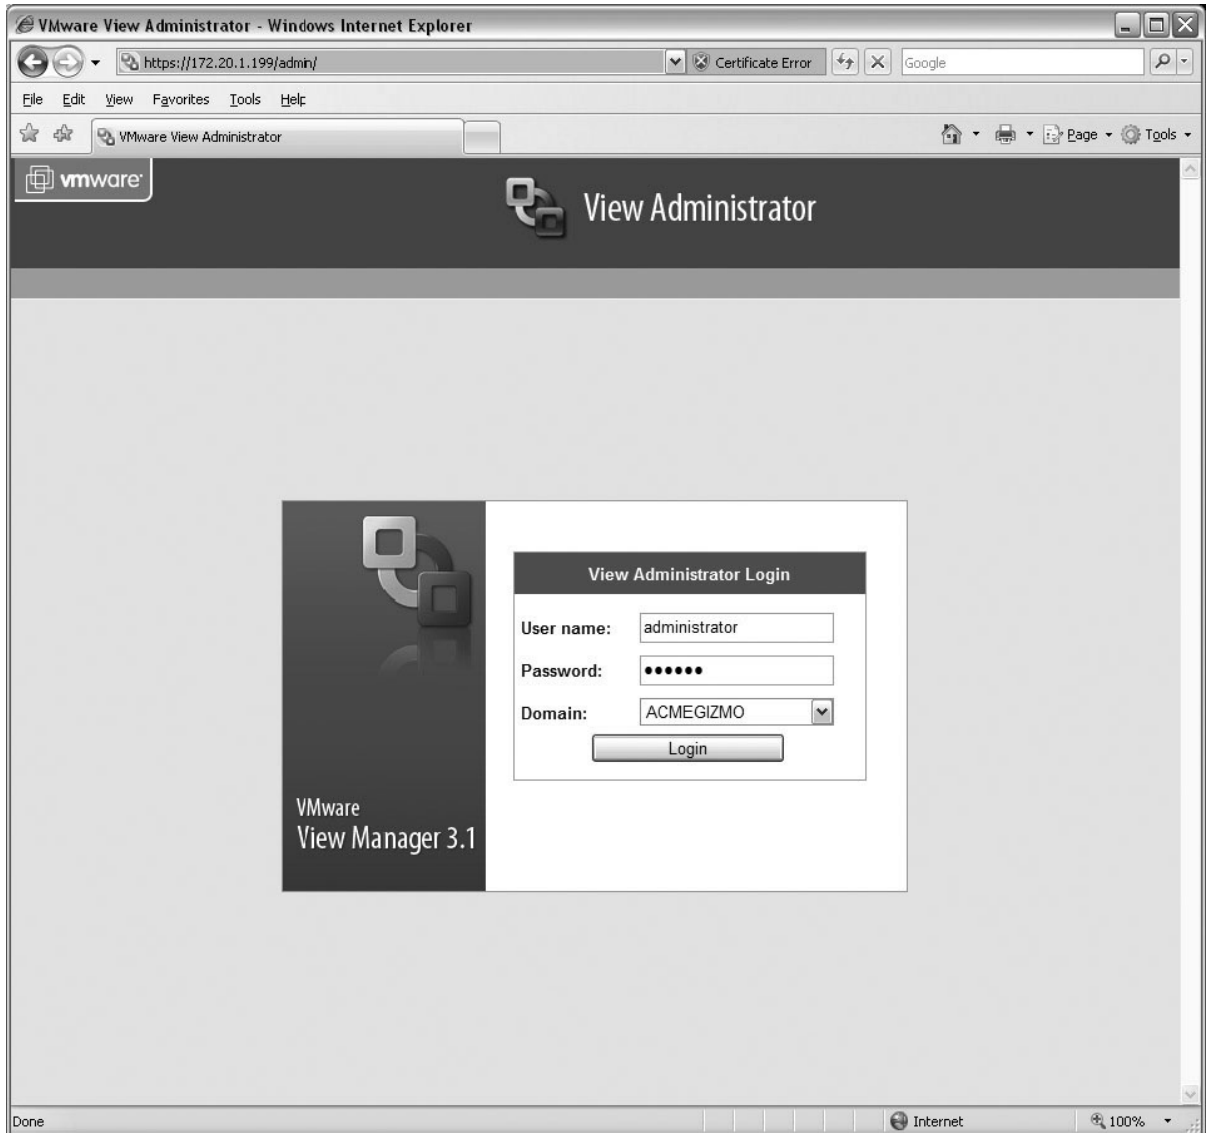 VMware View Administrator - Windows Internet Explorer
https://172.20.1.199/admin/ Certificate Error Google
File Edit View Favorites Tools Help
VMware View Administrator Page Tools
vmware View Administrator
View Administrator Login
User name: administrator
Password: ••••••
Domain: ACMEGIZMO
Login
VMware
View Manager 3.1
Done Internet 100%